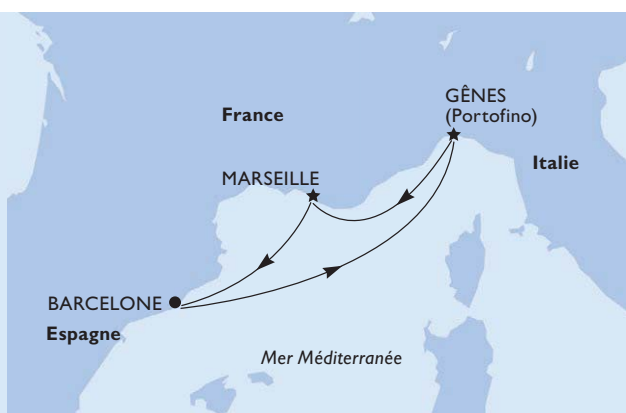 GÊNES
(Portofino)
France
Italie
MARSEILLE
BARCELONE
Espagne
Mer Méditerranée